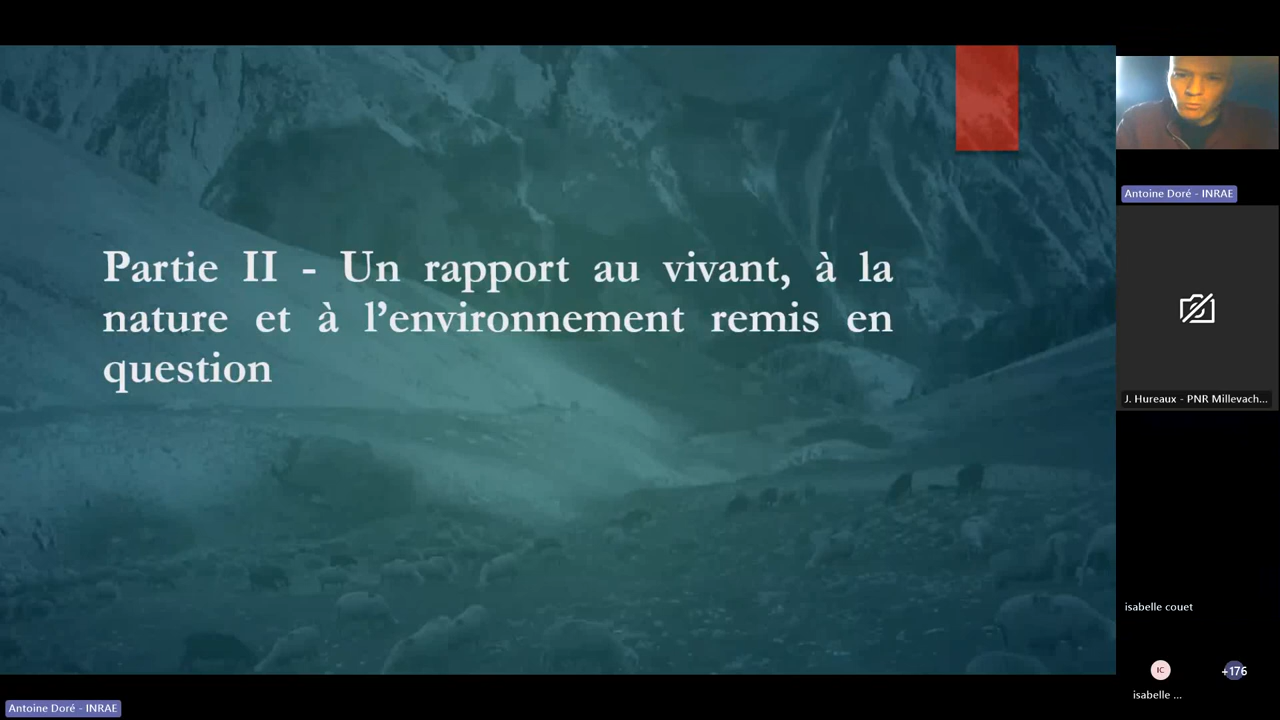 Partie II - Un rapport au vivant, à la
nature et à l’environnement remis en
question
Antoine Doré - INRAE
J. Hureaux - PNR Millevach...
isabelle couet
IC
+176
isabelle ...
Antoine Doré - INRAE